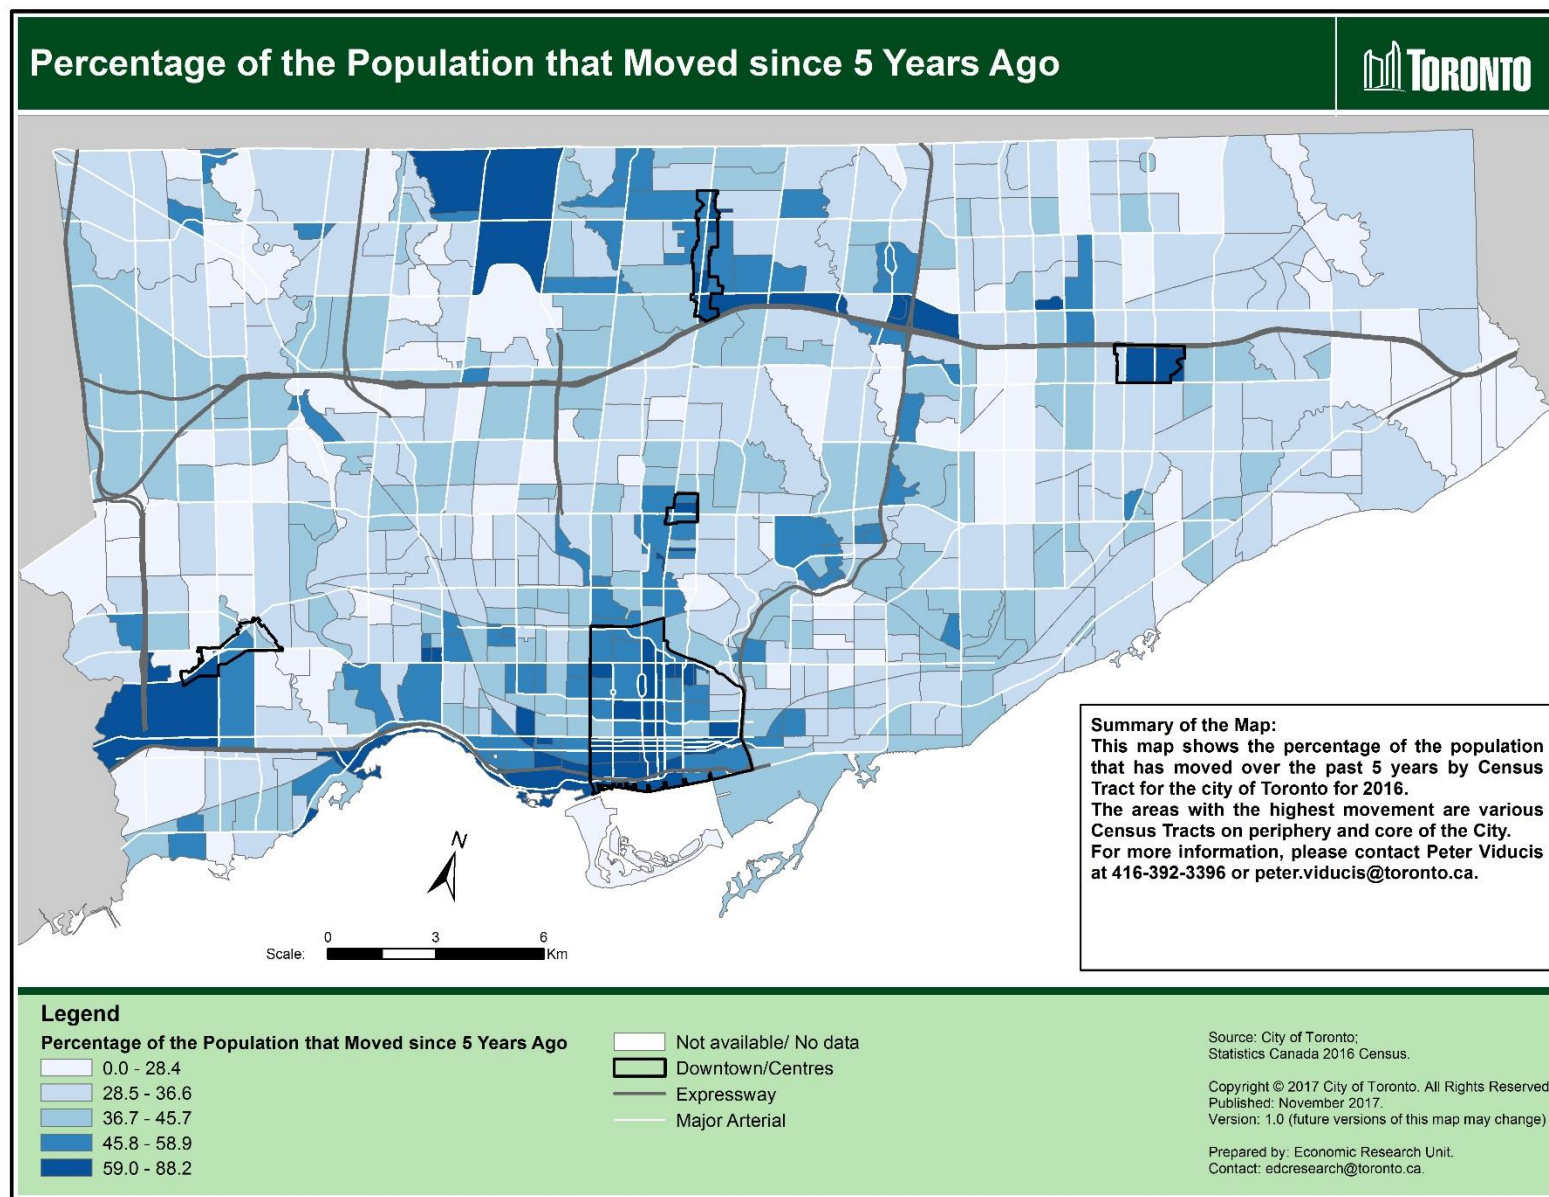 Percentage of the Population that Moved since 5 Years Ago
TORONTO
Summary of the Map:
This map shows the percentage of the population
that has moved over the past 5 years by Census
Tract for the city of Toronto for 2016.
The areas with the highest movement are various
Census Tracts on periphery and core of the City.
For more information, please contact Peter Viducis
at 416-392-3396 or peter.viducis@toronto.ca.
N
0 3 6
Scale: Km
Legend
Percentage of the Population that Moved since 5 Years Ago
0.0 - 28.4
28.5 - 36.6
36.7 - 45.7
45.8 - 58.9
59.0 - 88.2
Not available/ No data
Downtown/Centres
Expressway
Major Arterial
Source: City of Toronto;
Statistics Canada 2016 Census.
Copyright © 2017 City of Toronto. All Rights Reserved
Published: November 2017.
Version: 1.0 (future versions of this map may change)
Prepared by: Economic Research Unit.
Contact: edcresearch@toronto.ca.